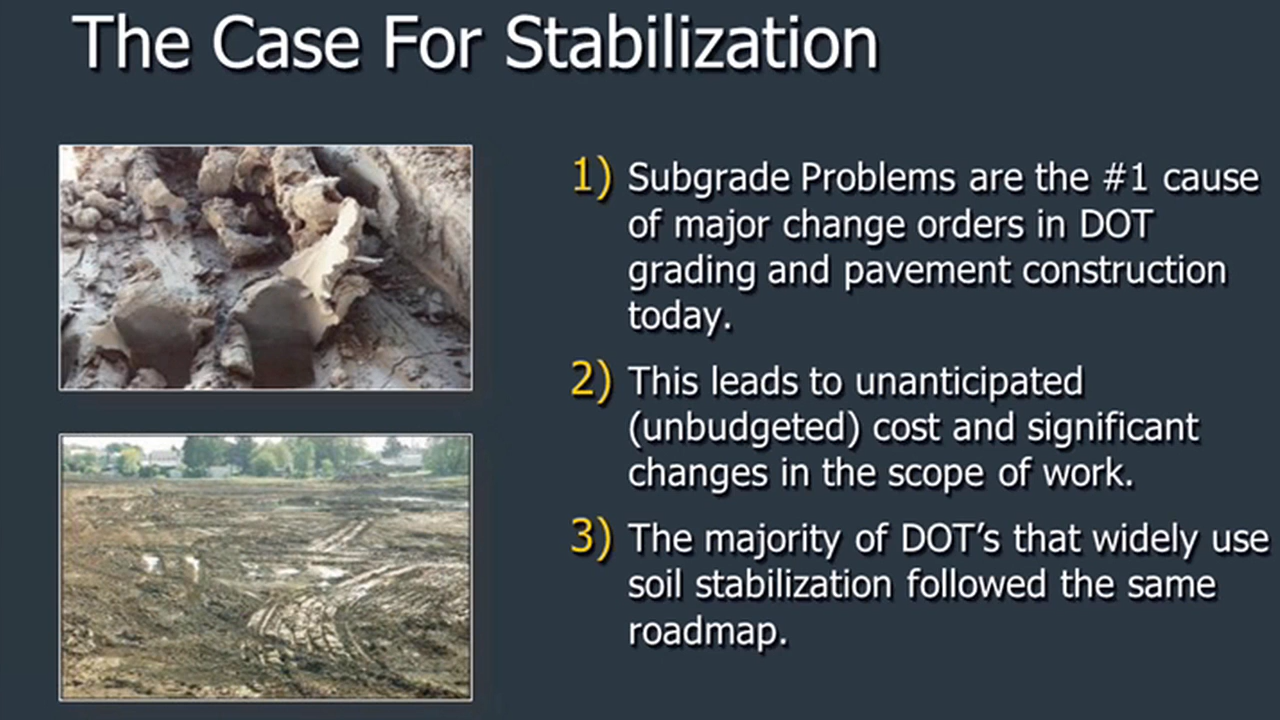 The Case For Stabilization
1) Subgrade Problems are the #1 cause
of major change orders in DOT
grading and pavement construction
today.
2) This leads to unanticipated
(unbudgeted) cost and significant
changes in the scope of work.
3) The majority of DOT’s that widely use
soil stabilization followed the same
roadmap.